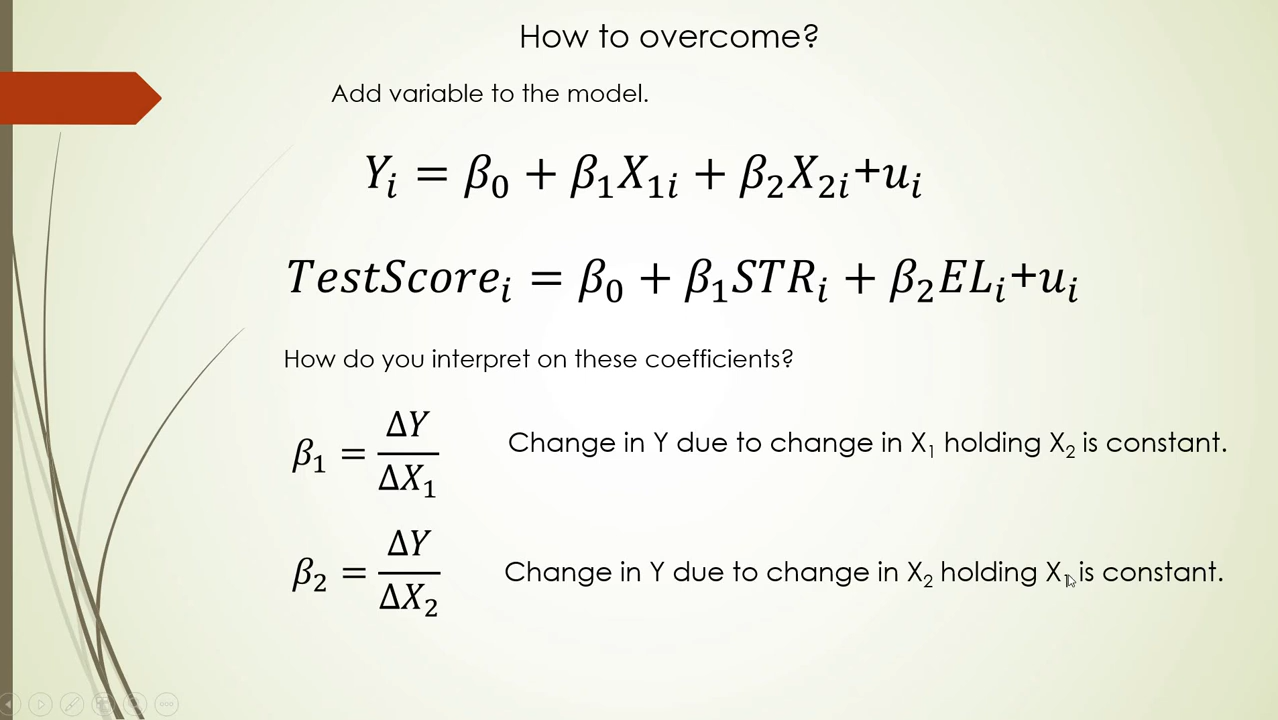 How to overcome?
Add variable to the model.
Yᵢ = β₀ + β₁X₁ᵢ + β₂X₂ᵢ+uᵢ
TestScoreᵢ = β₀ + β₁STRᵢ + β₂ELᵢ+uᵢ
How do you interpret on these coefficients?
β₁ = ΔY/ΔX₁ Change in Y due to change in X₁ holding X₂ is constant.
β₂ = ΔY/ΔX₂ Change in Y due to change in X₂ holding X₁ is constant.